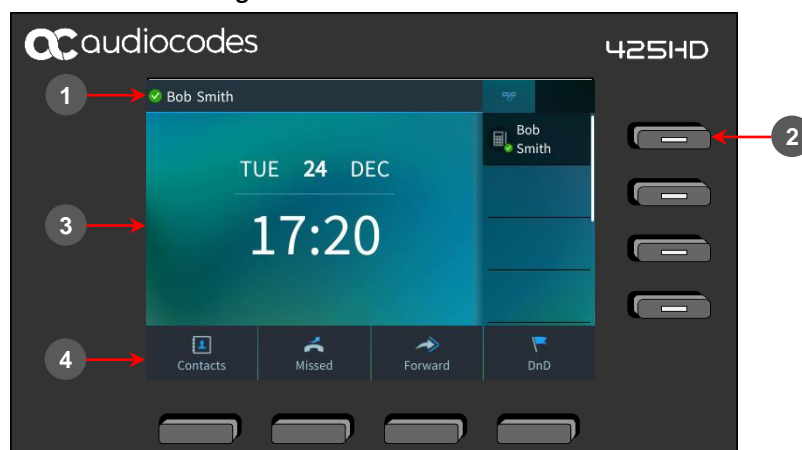 audiocodes
425HD
1
Bob Smith
2
Bob
Smith
TUE 24 DEC
3
17:20
4
Contacts
Missed
Forward
DnD